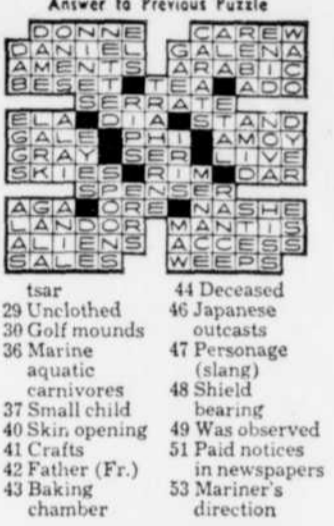 Answer to Previous Puzzle
DONNE CAREW
DANIEL GALENA
AMENTS ARABIC
BESET TEA ADO
SERRATE
ELA DIA STAND
GALE PHI AMOY
GRAY SER LIVE
SKIES RIM DAR
SPENSER
AGA ORE NASHE
LANDOR MANTIS
ALIENS ACCESS
SALES WEEPS
tsar
29 Unclothed
30 Golf mounds
36 Marine
aquatic
carnivores
37 Small child
40 Skin opening
41 Crafts
42 Father (Fr.)
43 Baking
chamber
44 Deceased
46 Japanese
outcasts
47 Personage
(slang)
48 Shield
bearing
49 Was observed
51 Paid notices
in newspapers
53 Mariner's
direction